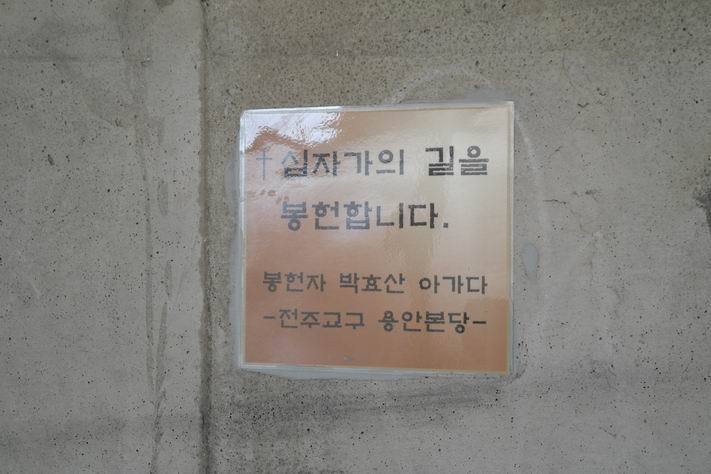 †십자가의 길을
봉헌합니다.
봉헌자 박효산 아가다
-전주교구 용안본당-